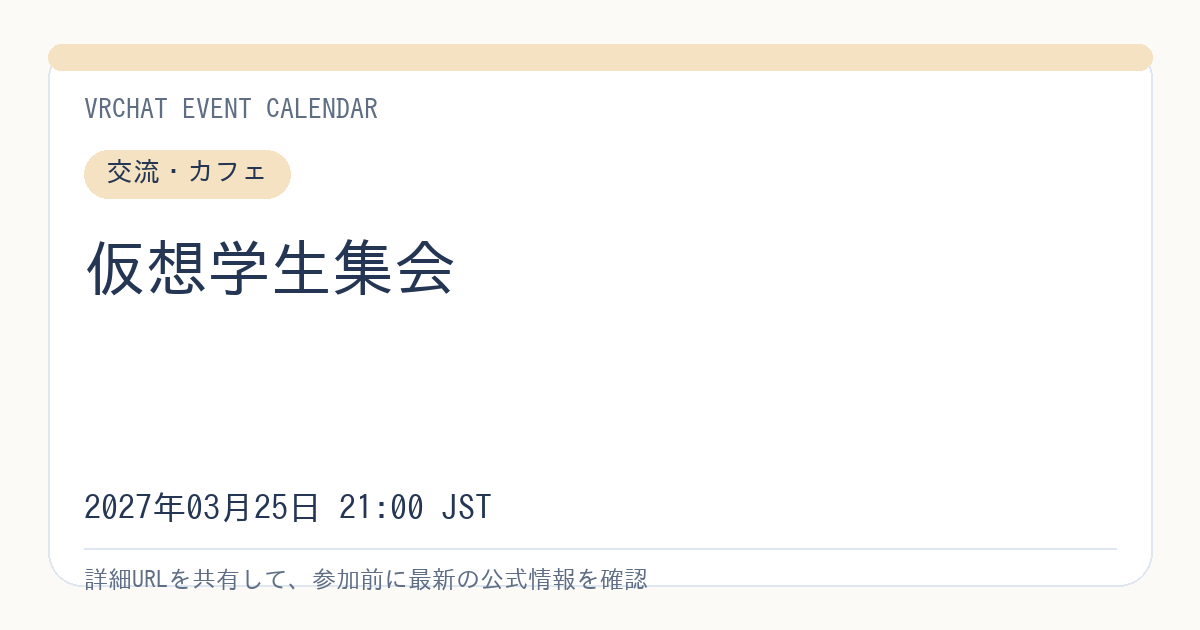 VRCHAT EVENT CALENDAR
交流・カフェ
仮想学生集会
2027年03月25日 21:00 JST
詳細URLを共有して、参加前に最新の公式情報を確認